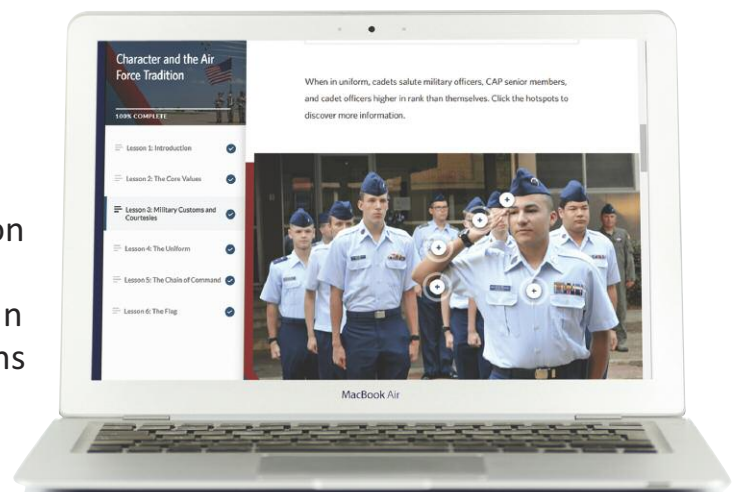 on
n
ns
Character and the Air
Force Tradition
100% COMPLETE
Lesson 1: Introduction
Lesson 2: The Core Values
Lesson 3: Military Customs and
Courtesies
Lesson 4: The Uniform
Lesson 5: The Chain of Command
Lesson 6: The Flag
When in uniform, cadets salute military officers, CAP senior members,
and cadet officers higher in rank than themselves. Click the hotspots to
discover more information.
MacBook Air